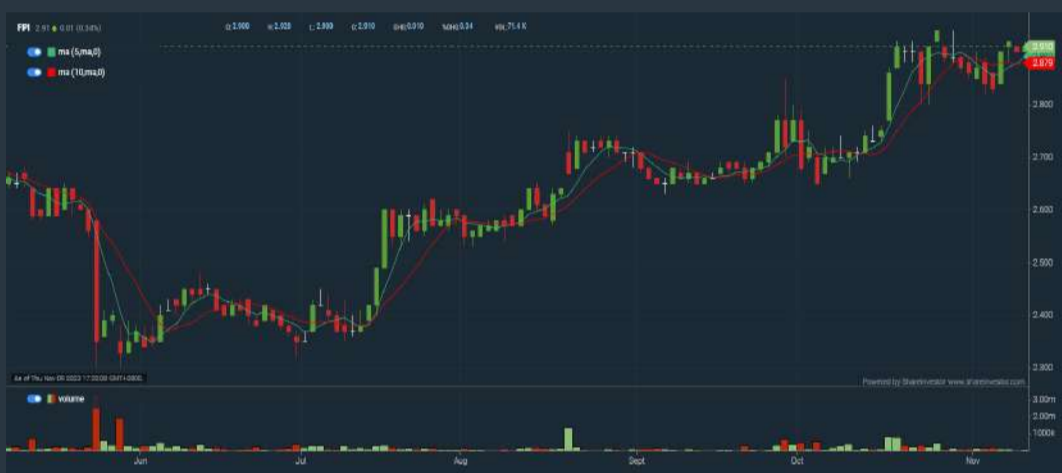 FPI 2.91 0.01 (0.34%) O: 2.900 H: 2.920 L: 2.900 C: 2.910 CHG:0.010 %CHG:0.34 VOL:71.4 K
ma (5,ma,0)
ma (10,ma,0)
2.910
2.879
2.800
2.700
2.600
2.500
2.400
2.300
As of Thu Nov 09 2023 17:20:08 GMT+0800
Powered by ShareInvestor www.shareinvestor.com
volume
3.00m
2.00m
1000k
Jun Jul Aug Sept Oct Nov